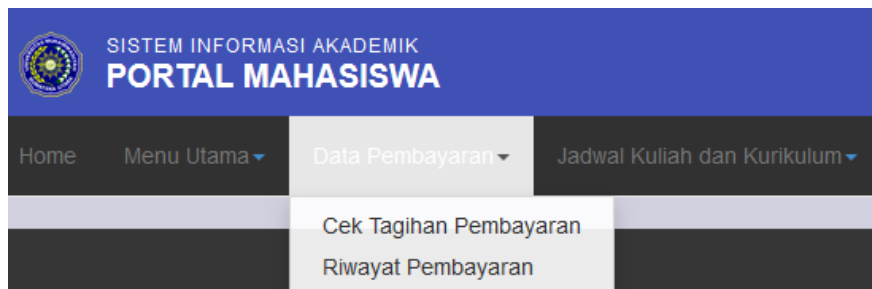 SISTEM INFORMASI AKADEMIK
PORTAL MAHASISWA
Home Menu Utama Data Pembayaran Jadwal Kuliah dan Kurikulum
Cek Tagihan Pembayaran
Riwayat Pembayaran